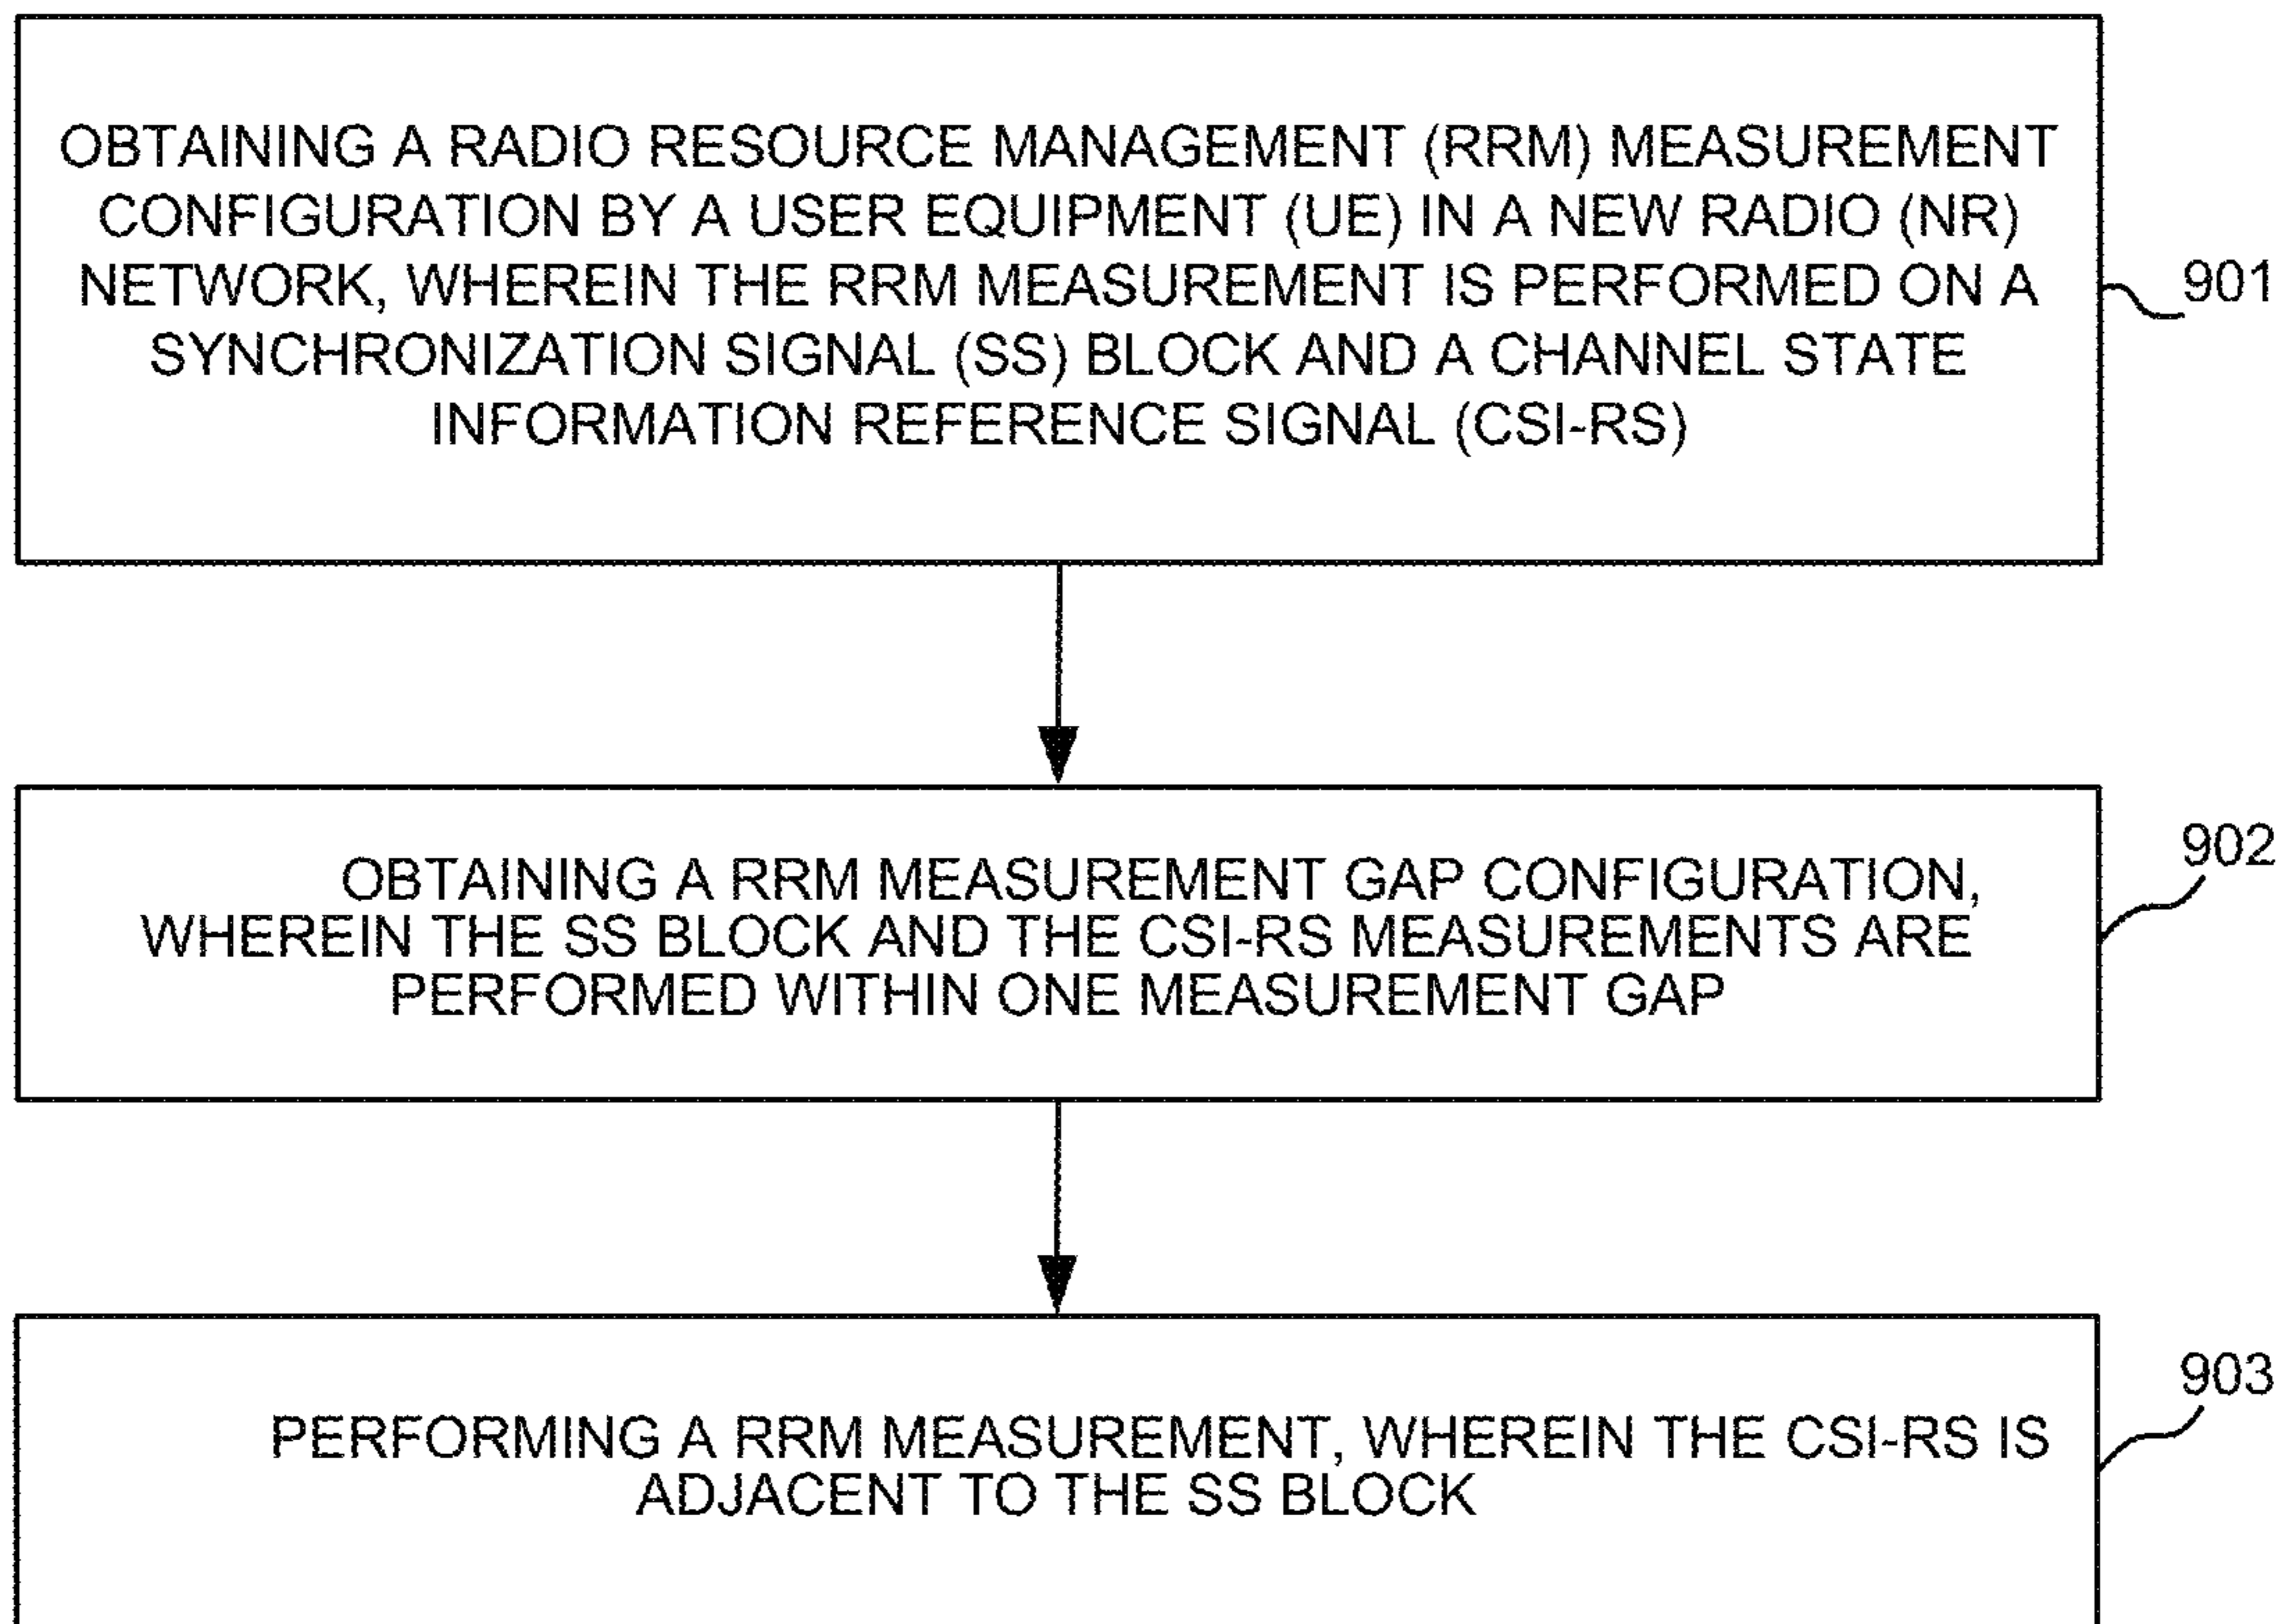 OBTAINING A RADIO RESOURCE MANAGEMENT (RRM) MEASUREMENT
CONFIGURATION BY A USER EQUIPMENT (UE) IN A NEW RADIO (NR)
NETWORK, WHEREIN THE RRM MEASUREMENT IS PERFORMED ON A
SYNCHRONIZATION SIGNAL (SS) BLOCK AND A CHANNEL STATE
INFORMATION REFERENCE SIGNAL (CSI-RS)
901
OBTAINING A RRM MEASUREMENT GAP CONFIGURATION,
WHEREIN THE SS BLOCK AND THE CSI-RS MEASUREMENTS ARE
PERFORMED WITHIN ONE MEASUREMENT GAP
902
PERFORMING A RRM MEASUREMENT, WHEREIN THE CSI-RS IS
ADJACENT TO THE SS BLOCK
903